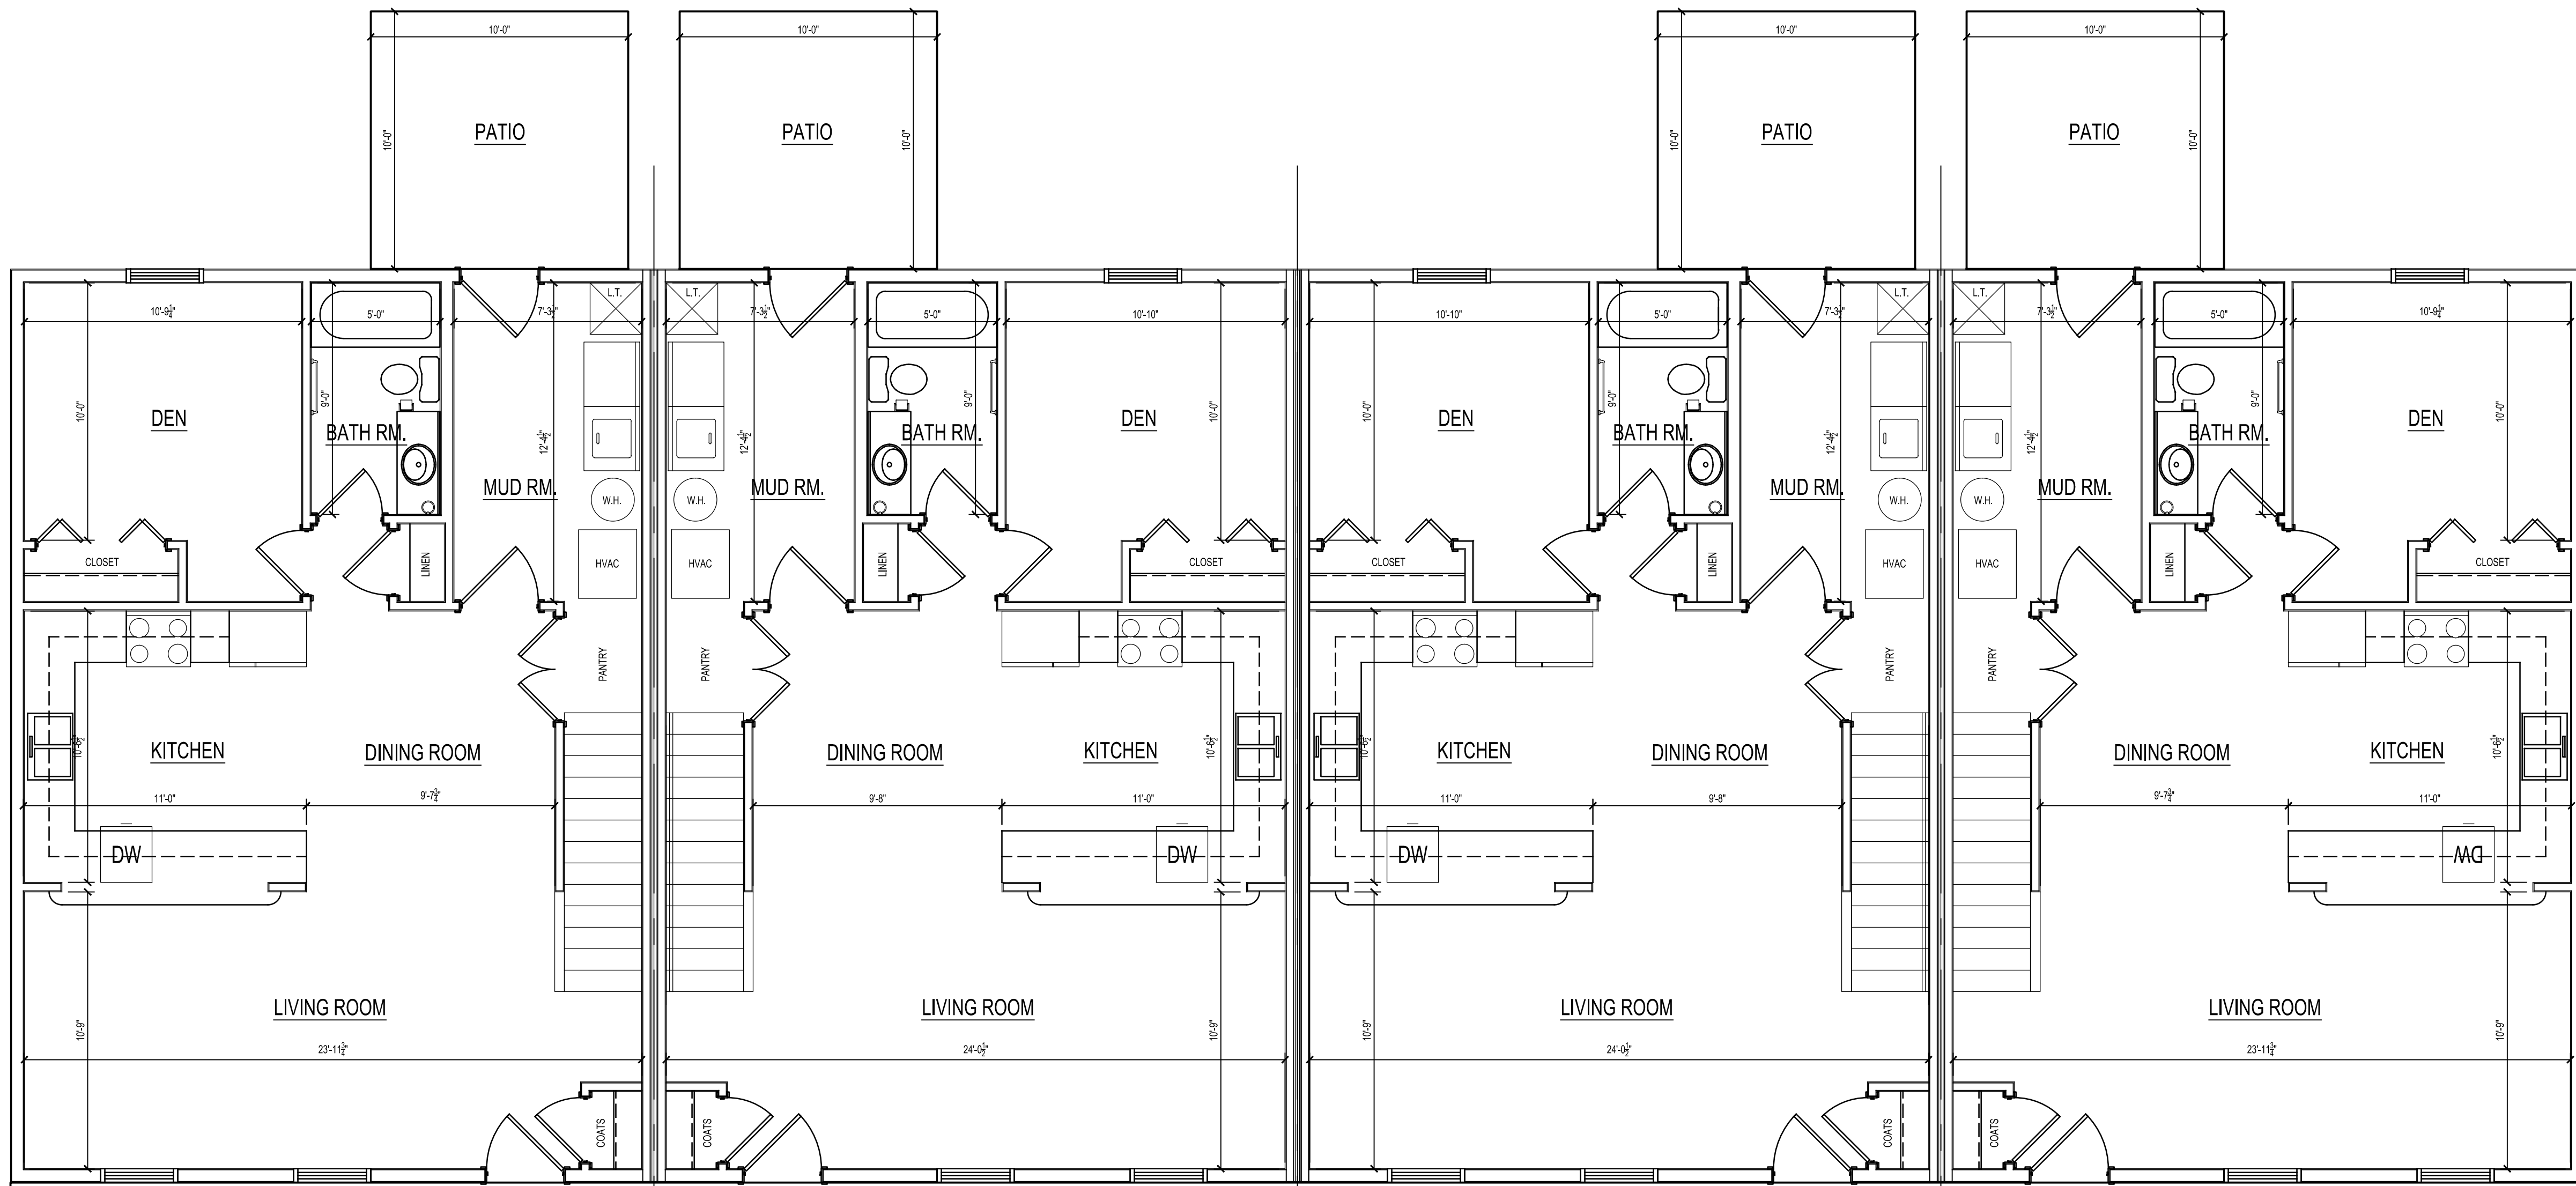 10'-0" 10'-0" 10'-0" 10'-0"
10'-0" PATIO PATIO 10'-0" 10'-0" PATIO PATIO 10'-0"
L.T. L.T. L.T. L.T.
10'-9¼" 5'-0" 7'-3½" 7'-3½" 5'-0" 10'-10" 10'-10" 5'-0" 7'-3½" 7'-3½" 5'-0" 10'-9¼"
10'-0" 9'-0" 9'-0" 10'-0" 10'-0" 9'-0" 9'-0" 10'-0"
DEN BATH RM. 12'-4½" 12'-4½" BATH RM. DEN DEN BATH RM. 12'-4½" 12'-4½" BATH RM. DEN
MUD RM. W.H. W.H. MUD RM. MUD RM. W.H. W.H. MUD RM.
CLOSET LINEN HVAC HVAC LINEN CLOSET CLOSET LINEN HVAC HVAC LINEN CLOSET
PANTRY PANTRY PANTRY PANTRY
10'-6½" KITCHEN DINING ROOM DINING ROOM KITCHEN 10'-6½" 10'-6½" KITCHEN DINING ROOM DINING ROOM KITCHEN 10'-6½"
11'-0" 9'-7¾" 9'-8" 11'-0" 11'-0" 9'-8" 9'-7¾" 11'-0"
DW DW DW DW
LIVING ROOM LIVING ROOM LIVING ROOM LIVING ROOM
10'-9" 10'-9" 10'-9" 10'-9"
23'-11¾" 24'-0½" 24'-0½" 23'-11¾"
COATS COATS COATS COATS